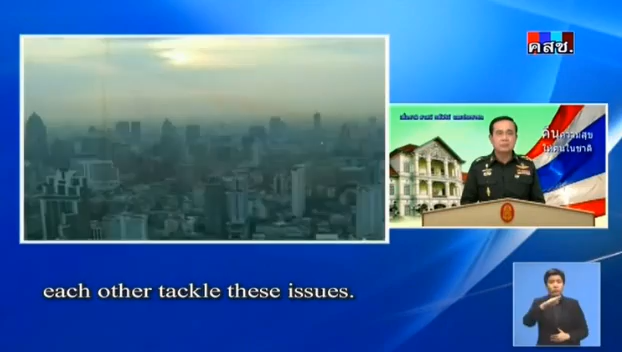 คสช.
คืนความสุข
ให้คนในชาติ
each other tackle these issues.